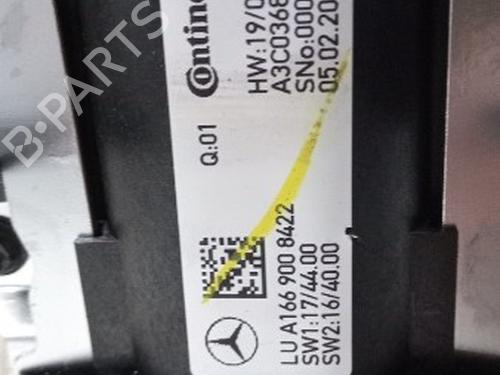 Continental
HW:19/0
A3C0368
SNo:000
05.02.20
Q:01
LU A166 900 8422
SW1:17/44.00
SW2:16/40.00